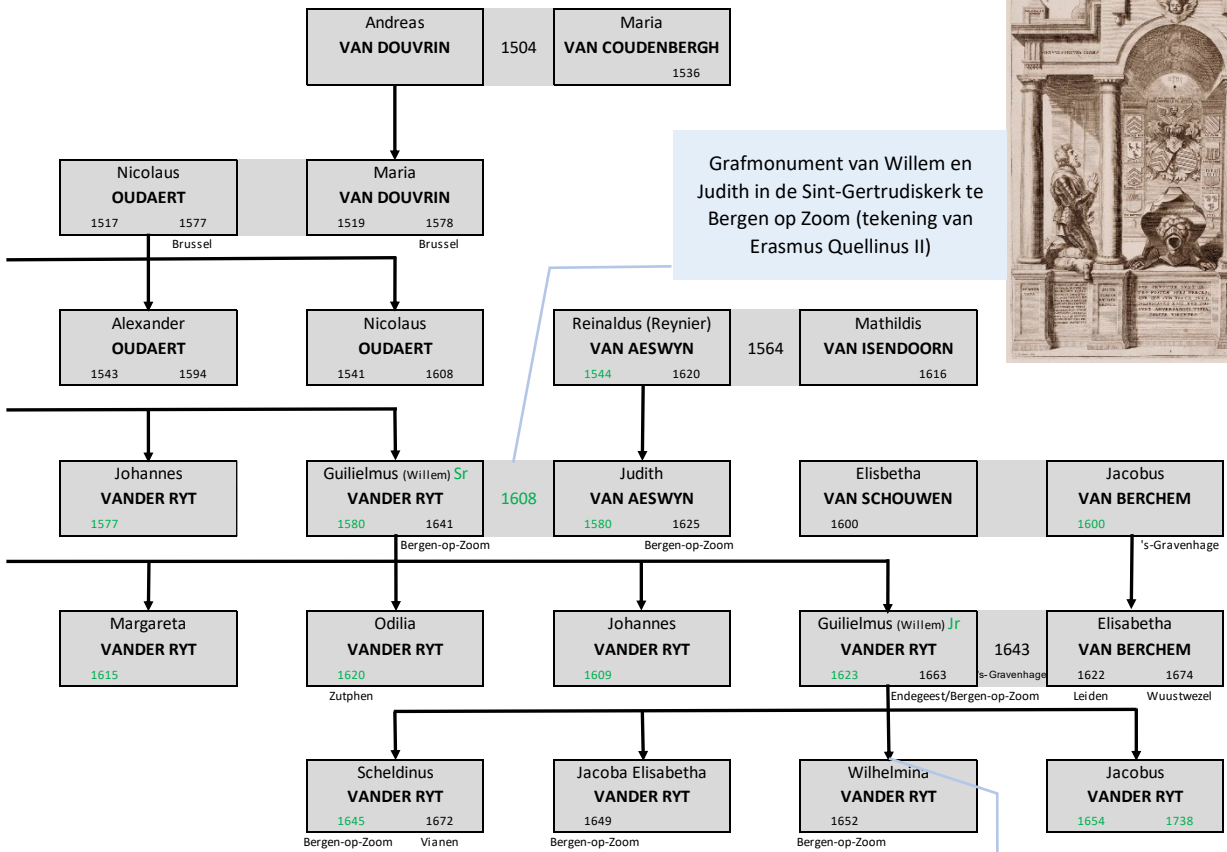 Andreas
VAN DOUVRIN
1504
Maria
VAN COUDENBERGH
1536
Nicolaus
OUDAERT
1517 1577
Brussel
Maria
VAN DOUVRIN
1519 1578
Brussel
Grafmonument van Willem en
Judith in de Sint-Gertrudiskerk te
Bergen op Zoom (tekening van
Erasmus Quellinus II)
Alexander
OUDAERT
1543 1594
Nicolaus
OUDAERT
1541 1608
Reinaldus (Reynier)
VAN AESWYN
1544 1620
1564
Mathildis
VAN ISENDOORN
1616
Johannes
VANDER RYT
1577
Guilielmus (Willem) Sr
VANDER RYT
1580 1641
Bergen-op-Zoom
1608
Judith
VAN AESWYN
1580 1625
Bergen-op-Zoom
Elisbetha
VAN SCHOUWEN
1600
Jacobus
VAN BERCHEM
1600
's-Gravenhage
Margareta
VANDER RYT
1615
Odilia
VANDER RYT
1620
Zutphen
Johannes
VANDER RYT
1609
Guilielmus (Willem) Jr
VANDER RYT
1623 1663
Endegeest/Bergen-op-Zoom
1643
's-Gravenhage
Elisabetha
VAN BERCHEM
1622 1674
Leiden Wuustwezel
Scheldinus
VANDER RYT
1645 1672
Bergen-op-Zoom Vianen
Jacoba Elisabetha
VANDER RYT
1649
Bergen-op-Zoom
Wilhelmina
VANDER RYT
1652
Bergen-op-Zoom
Jacobus
VANDER RYT
1654 1738